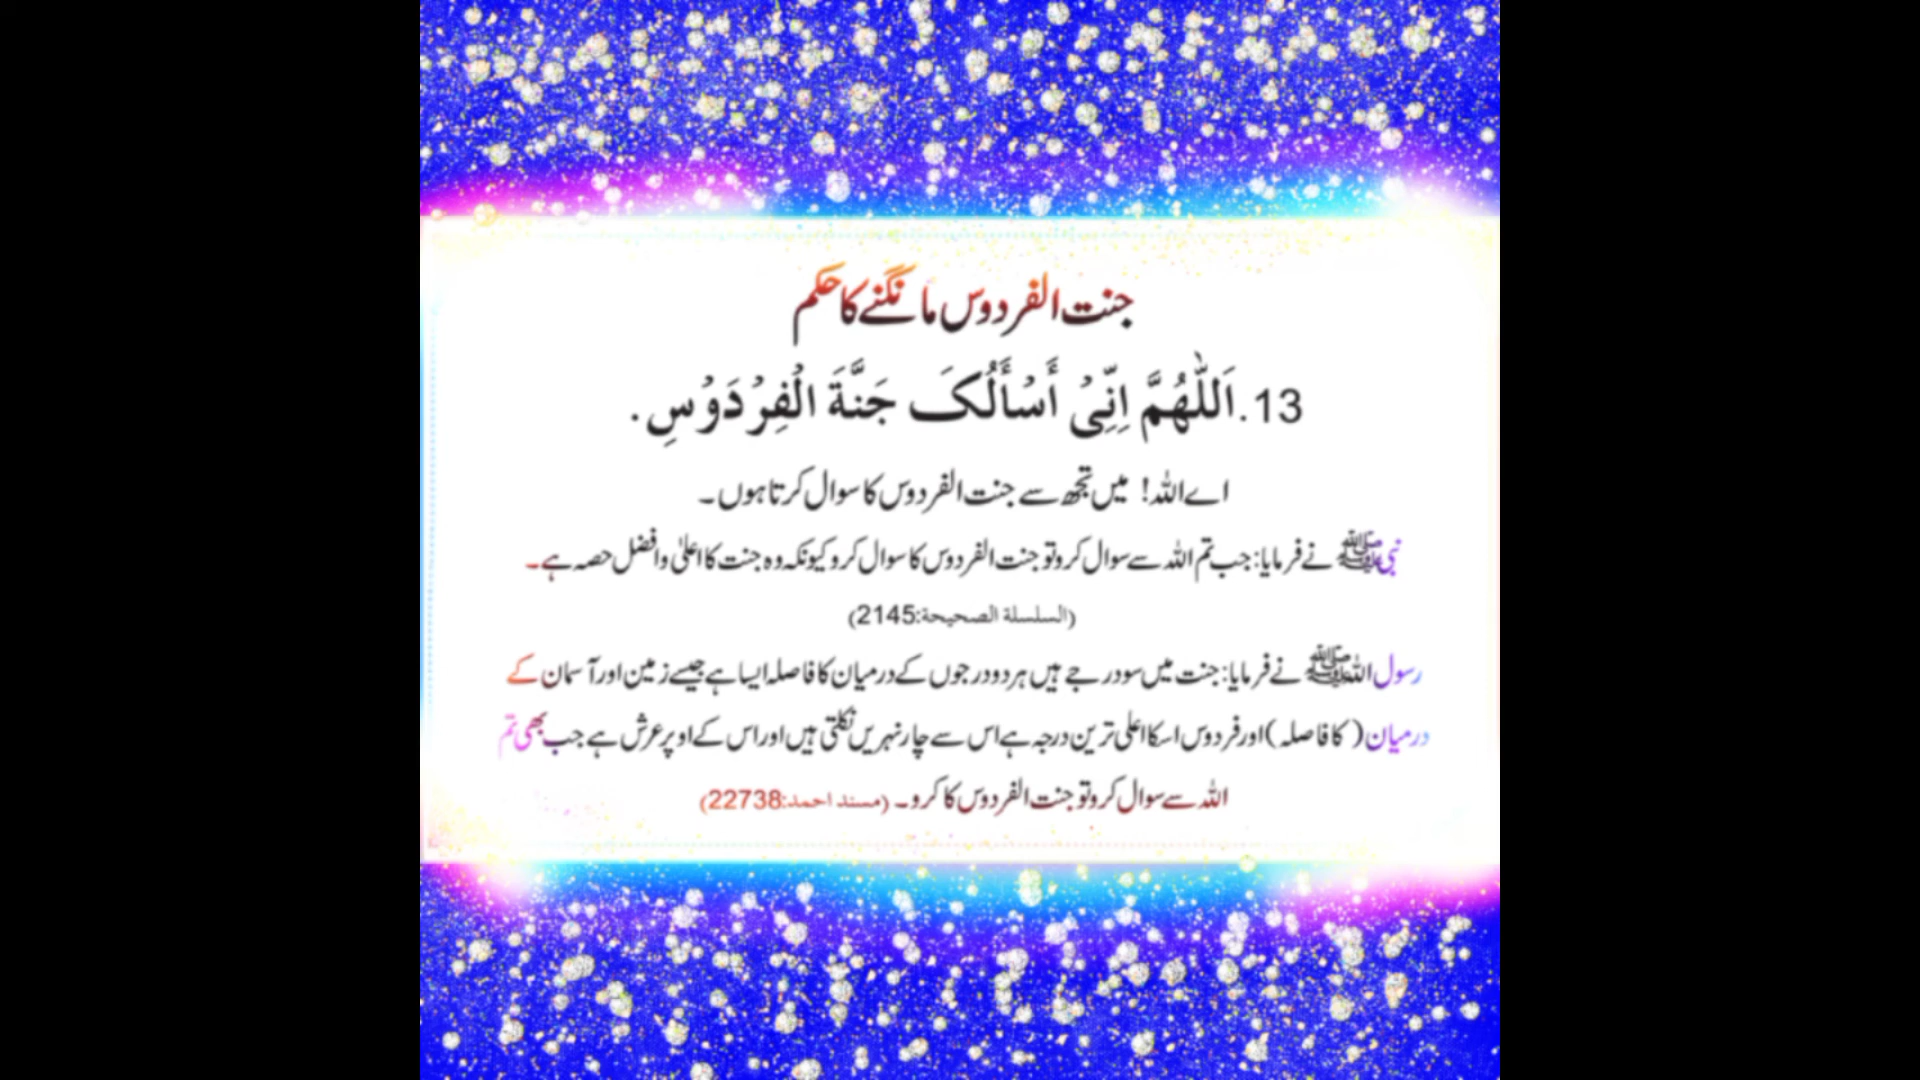 جنت الفردوس مانگنے کا حکم
13. اَللّٰهُمَّ اِنِّیْ أَسْأَلُکَ جَنَّةَ الْفِرْدَوْسِ.
اے اللہ! میں تجھ سے جنت الفردوس کا سوال کرتا ہوں۔
نبیﷺ نے فرمایا: جب تم اللہ سے سوال کرو تو جنت الفردوس کا سوال کرو کیونکہ وہ جنت کا اعلیٰ و افضل حصہ ہے۔
(السلسلة الصحیحة:2145)
رسول اللہﷺ نے فرمایا: جنت میں سو درجے ہیں ہر دو درجوں کے درمیان کا فاصلہ ایسا ہے جیسے زمین اور آسمان کے
درمیان (کا فاصلہ) اور فردوس اسکا اعلی ترین درجہ ہے اس سے چار نہریں نکلتی ہیں اور اس کے اوپر عرش ہے جب بھی تم
اللہ سے سوال کرو تو جنت الفردوس کا کرو۔ (مسند احمد:22738)